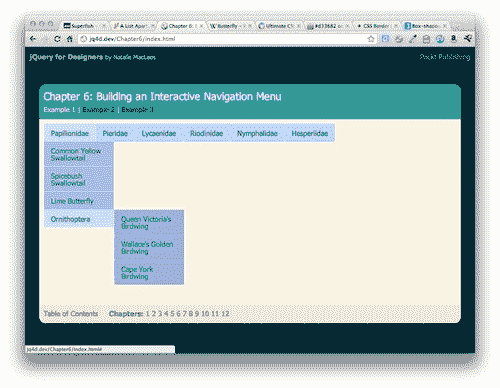 Superfish
A List Apart
Chapter 6:
Butterfly -
Ultimate CSS
#d33682
CSS Border
Box-shadow
jq4d.dev/Chapter6/index.html
jQuery for Designers by Natalie MacLees
Packt Publishing
Chapter 6: Building an Interactive Navigation Menu
Example 1 | Example 2 | Example 3
Papilionidae Pieridae Lycaenidae Riodinidae Nymphalidae Hesperiidae
Common Yellow
Swallowtail
Spicebush
Swallowtail
Lime Butterfly
Ornithoptera
Queen Victoria's
Birdwing
Wallace's Golden
Birdwing
Cape York
Birdwing
Table of Contents Chapters: 1 2 3 4 5 6 7 8 9 10 11 12
jq4d.dev/Chapter6/index.html#